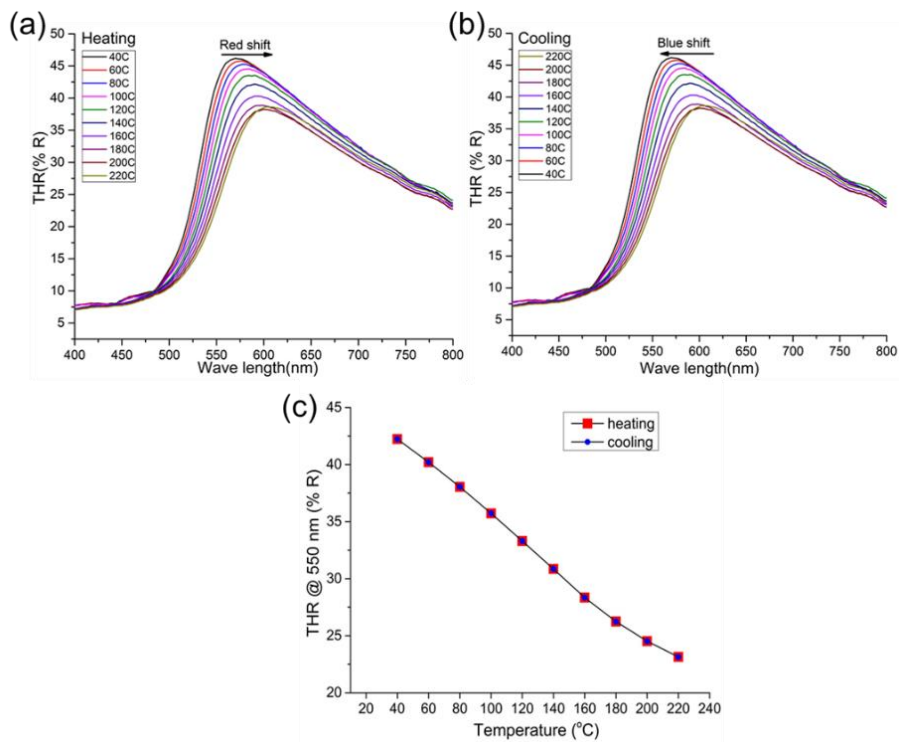 (a)
Heating
40C
60C
80C
100C
120C
140C
160C
180C
200C
220C
Red shift
THR(% R)
50
45
40
35
30
25
20
15
10
5
400 450 500 550 600 650 700 750 800
Wave length(nm)
(b)
Cooling
220C
200C
180C
160C
140C
120C
100C
80C
60C
40C
Blue shift
THR (% R)
50
45
40
35
30
25
20
15
10
5
400 450 500 550 600 650 700 750 800
Wave length(nm)
(c)
heating
cooling
THR @ 550 nm (% R)
45
40
35
30
25
20
20 40 60 80 100 120 140 160 180 200 220 240
Temperature (°C)